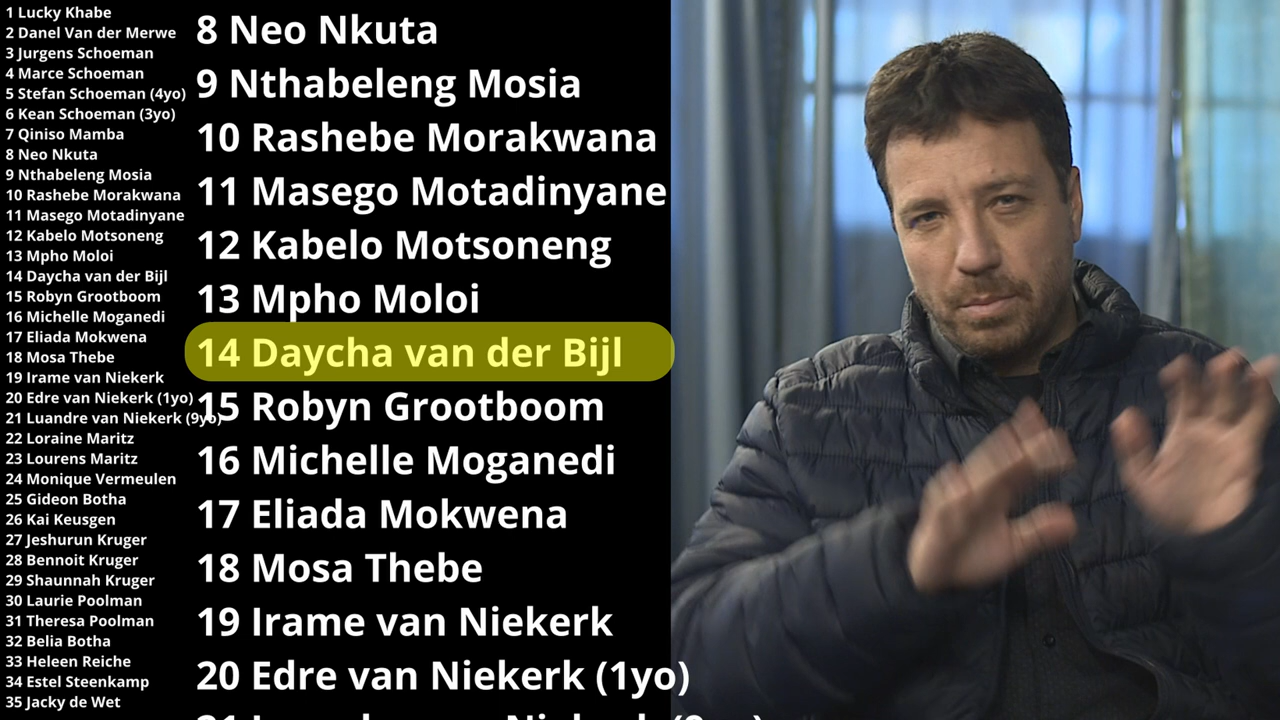 1 Lucky Khabe
2 Danel Van der Merwe
3 Jurgens Schoeman
4 Marce Schoeman
5 Stefan Schoeman (4yo)
6 Kean Schoeman (3yo)
7 Qiniso Mamba
8 Neo Nkuta
9 Nthabeleng Mosia
10 Rashebe Morakwana
11 Masego Motadinyane
12 Kabelo Motsoneng
13 Mpho Moloi
14 Daycha van der Bijl
15 Robyn Grootboom
16 Michelle Moganedi
17 Eliada Mokwena
18 Mosa Thebe
19 Irame van Niekerk
20 Edre van Niekerk (1yo)
21 Luandre van Niekerk (9yo)
22 Loraine Maritz
23 Lourens Maritz
24 Monique Vermeulen
25 Gideon Botha
26 Kai Keusgen
27 Jeshurun Kruger
28 Bennoit Kruger
29 Shaunnah Kruger
30 Laurie Poolman
31 Theresa Poolman
32 Belia Botha
33 Heleen Reiche
34 Estel Steenkamp
35 Jacky de Wet
8 Neo Nkuta
9 Nthabeleng Mosia
10 Rashebe Morakwana
11 Masego Motadinyane
12 Kabelo Motsoneng
13 Mpho Moloi
14 Daycha van der Bijl
15 Robyn Grootboom
16 Michelle Moganedi
17 Eliada Mokwena
18 Mosa Thebe
19 Irame van Niekerk
20 Edre van Niekerk (1yo)